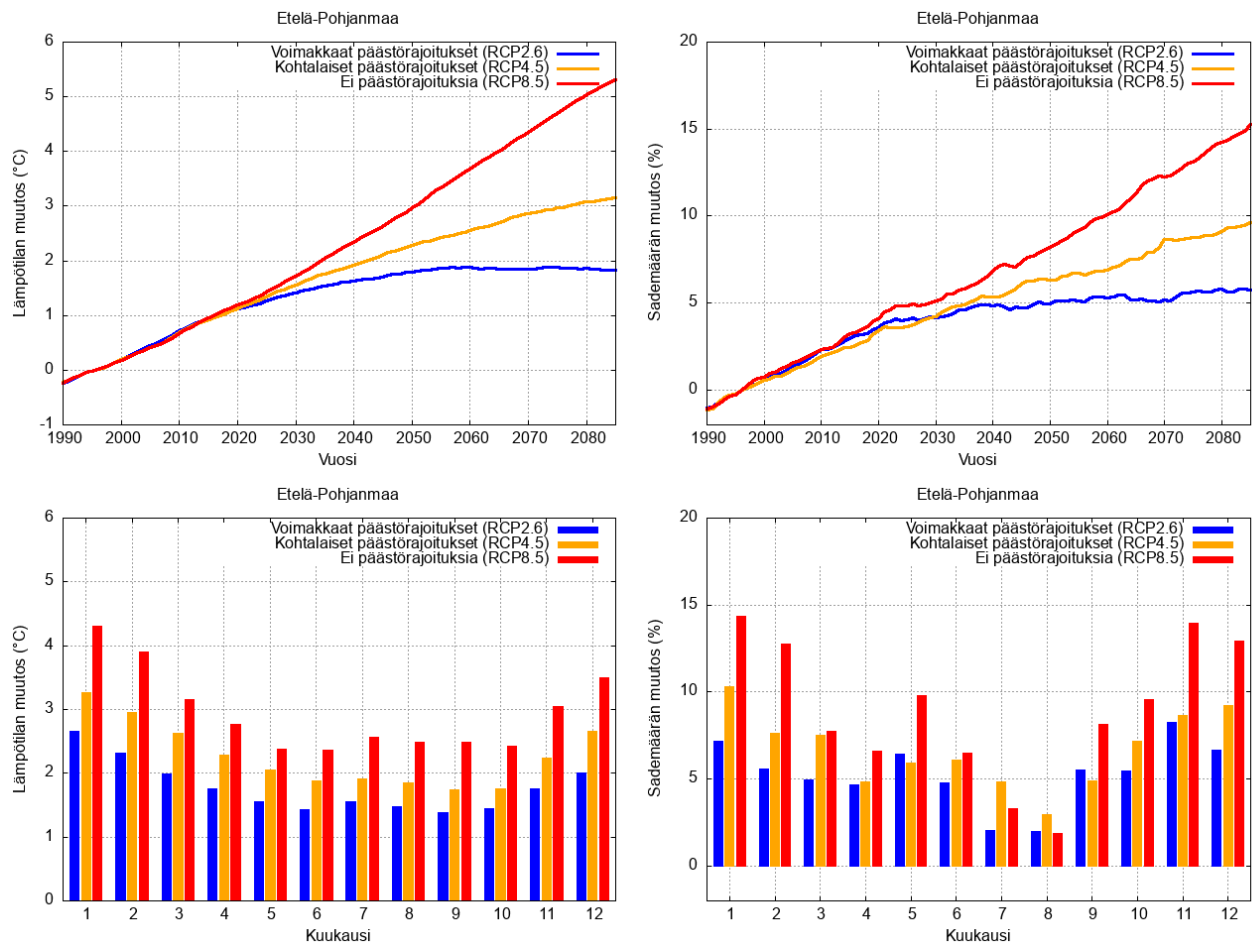 Etelä-Pohjanmaa
6
5
4
3
2
1
0
-1
Lämpötilan muutos (°C)
Voimakkaat päästörajoitukset (RCP2.6)
Kohtalaiset päästörajoitukset (RCP4.5)
Ei päästörajoituksia (RCP8.5)
1990 2000 2010 2020 2030 2040 2050 2060 2070 2080
Vuosi
Etelä-Pohjanmaa
20
15
10
5
0
Sademäärän muutos (%)
Voimakkaat päästörajoitukset (RCP2.6)
Kohtalaiset päästörajoitukset (RCP4.5)
Ei päästörajoituksia (RCP8.5)
1990 2000 2010 2020 2030 2040 2050 2060 2070 2080
Vuosi
Etelä-Pohjanmaa
6
5
4
3
2
1
0
Lämpötilan muutos (°C)
Voimakkaat päästörajoitukset (RCP2.6)
Kohtalaiset päästörajoitukset (RCP4.5)
Ei päästörajoituksia (RCP8.5)
1 2 3 4 5 6 7 8 9 10 11 12
Kuukausi
Etelä-Pohjanmaa
20
15
10
5
0
Sademäärän muutos (%)
Voimakkaat päästörajoitukset (RCP2.6)
Kohtalaiset päästörajoitukset (RCP4.5)
Ei päästörajoituksia (RCP8.5)
1 2 3 4 5 6 7 8 9 10 11 12
Kuukausi